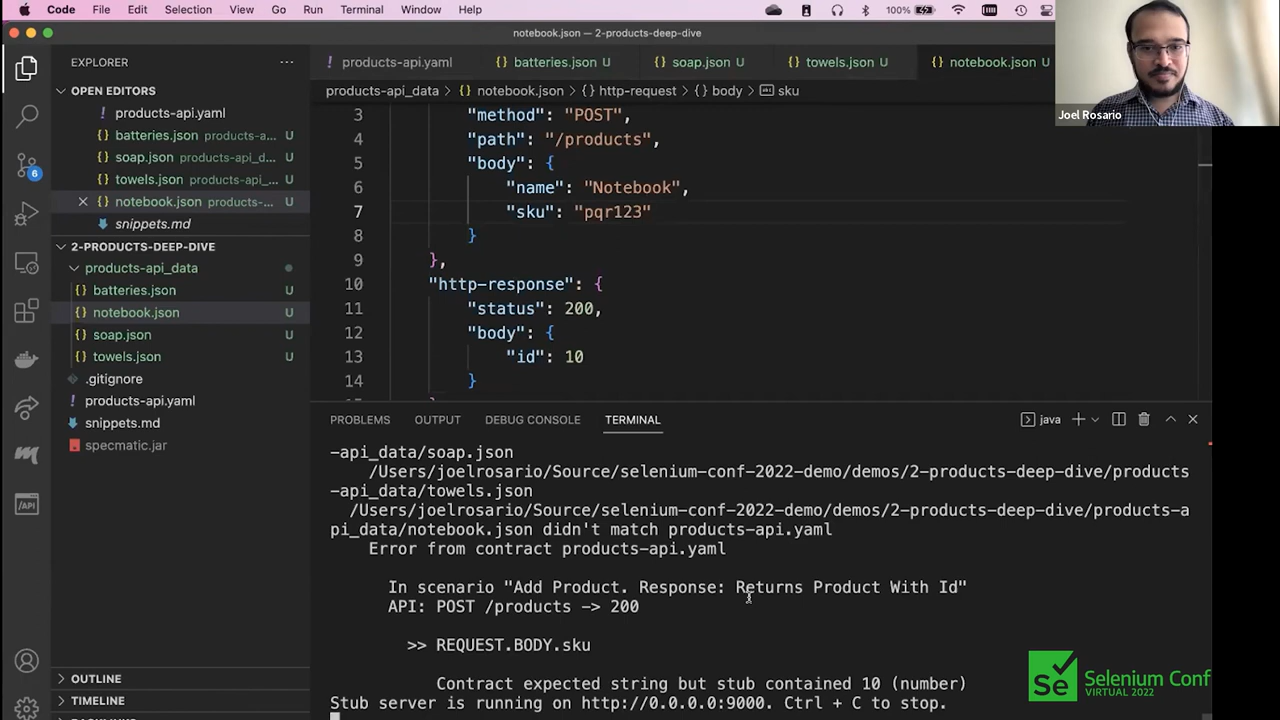 Code File Edit Selection View Go Run Terminal Window Help 100%
notebook.json — 2-products-deep-dive
Joel Rosario
EXPLORER
OPEN EDITORS
products-api.yaml
batteries.json products-a... U
soap.json products-api_d... U
towels.json products-api_... U
notebook.json products-... U
snippets.md
2-PRODUCTS-DEEP-DIVE
products-api_data
batteries.json U
notebook.json U
soap.json U
towels.json U
.gitignore
products-api.yaml
snippets.md
specmatic.jar
OUTLINE
TIMELINE
6
/API
products-api.yaml batteries.json U soap.json U towels.json U notebook.json U
products-api_data > {} notebook.json > {} http-request > {} body > sku
3 "method": "POST",
4 "path": "/products",
5 "body": {
6 "name": "Notebook",
7 "sku": "pqr123"
8 }
9 },
10 "http-response": {
11 "status": 200,
12 "body": {
13 "id": 10
14 }
PROBLEMS OUTPUT DEBUG CONSOLE TERMINAL java
-api_data/soap.json
/Users/joelrosario/Source/selenium-conf-2022-demo/demos/2-products-deep-dive/products
-api_data/towels.json
/Users/joelrosario/Source/selenium-conf-2022-demo/demos/2-products-deep-dive/products-a
pi_data/notebook.json didn't match products-api.yaml
Error from contract products-api.yaml
In scenario "Add Product. Response: Returns Product With Id"
API: POST /products -> 200
>> REQUEST.BODY.sku
Contract expected string but stub contained 10 (number)
Stub server is running on http://0.0.0.0:9000. Ctrl + C to stop.
Se
Selenium Conf
VIRTUAL 2022